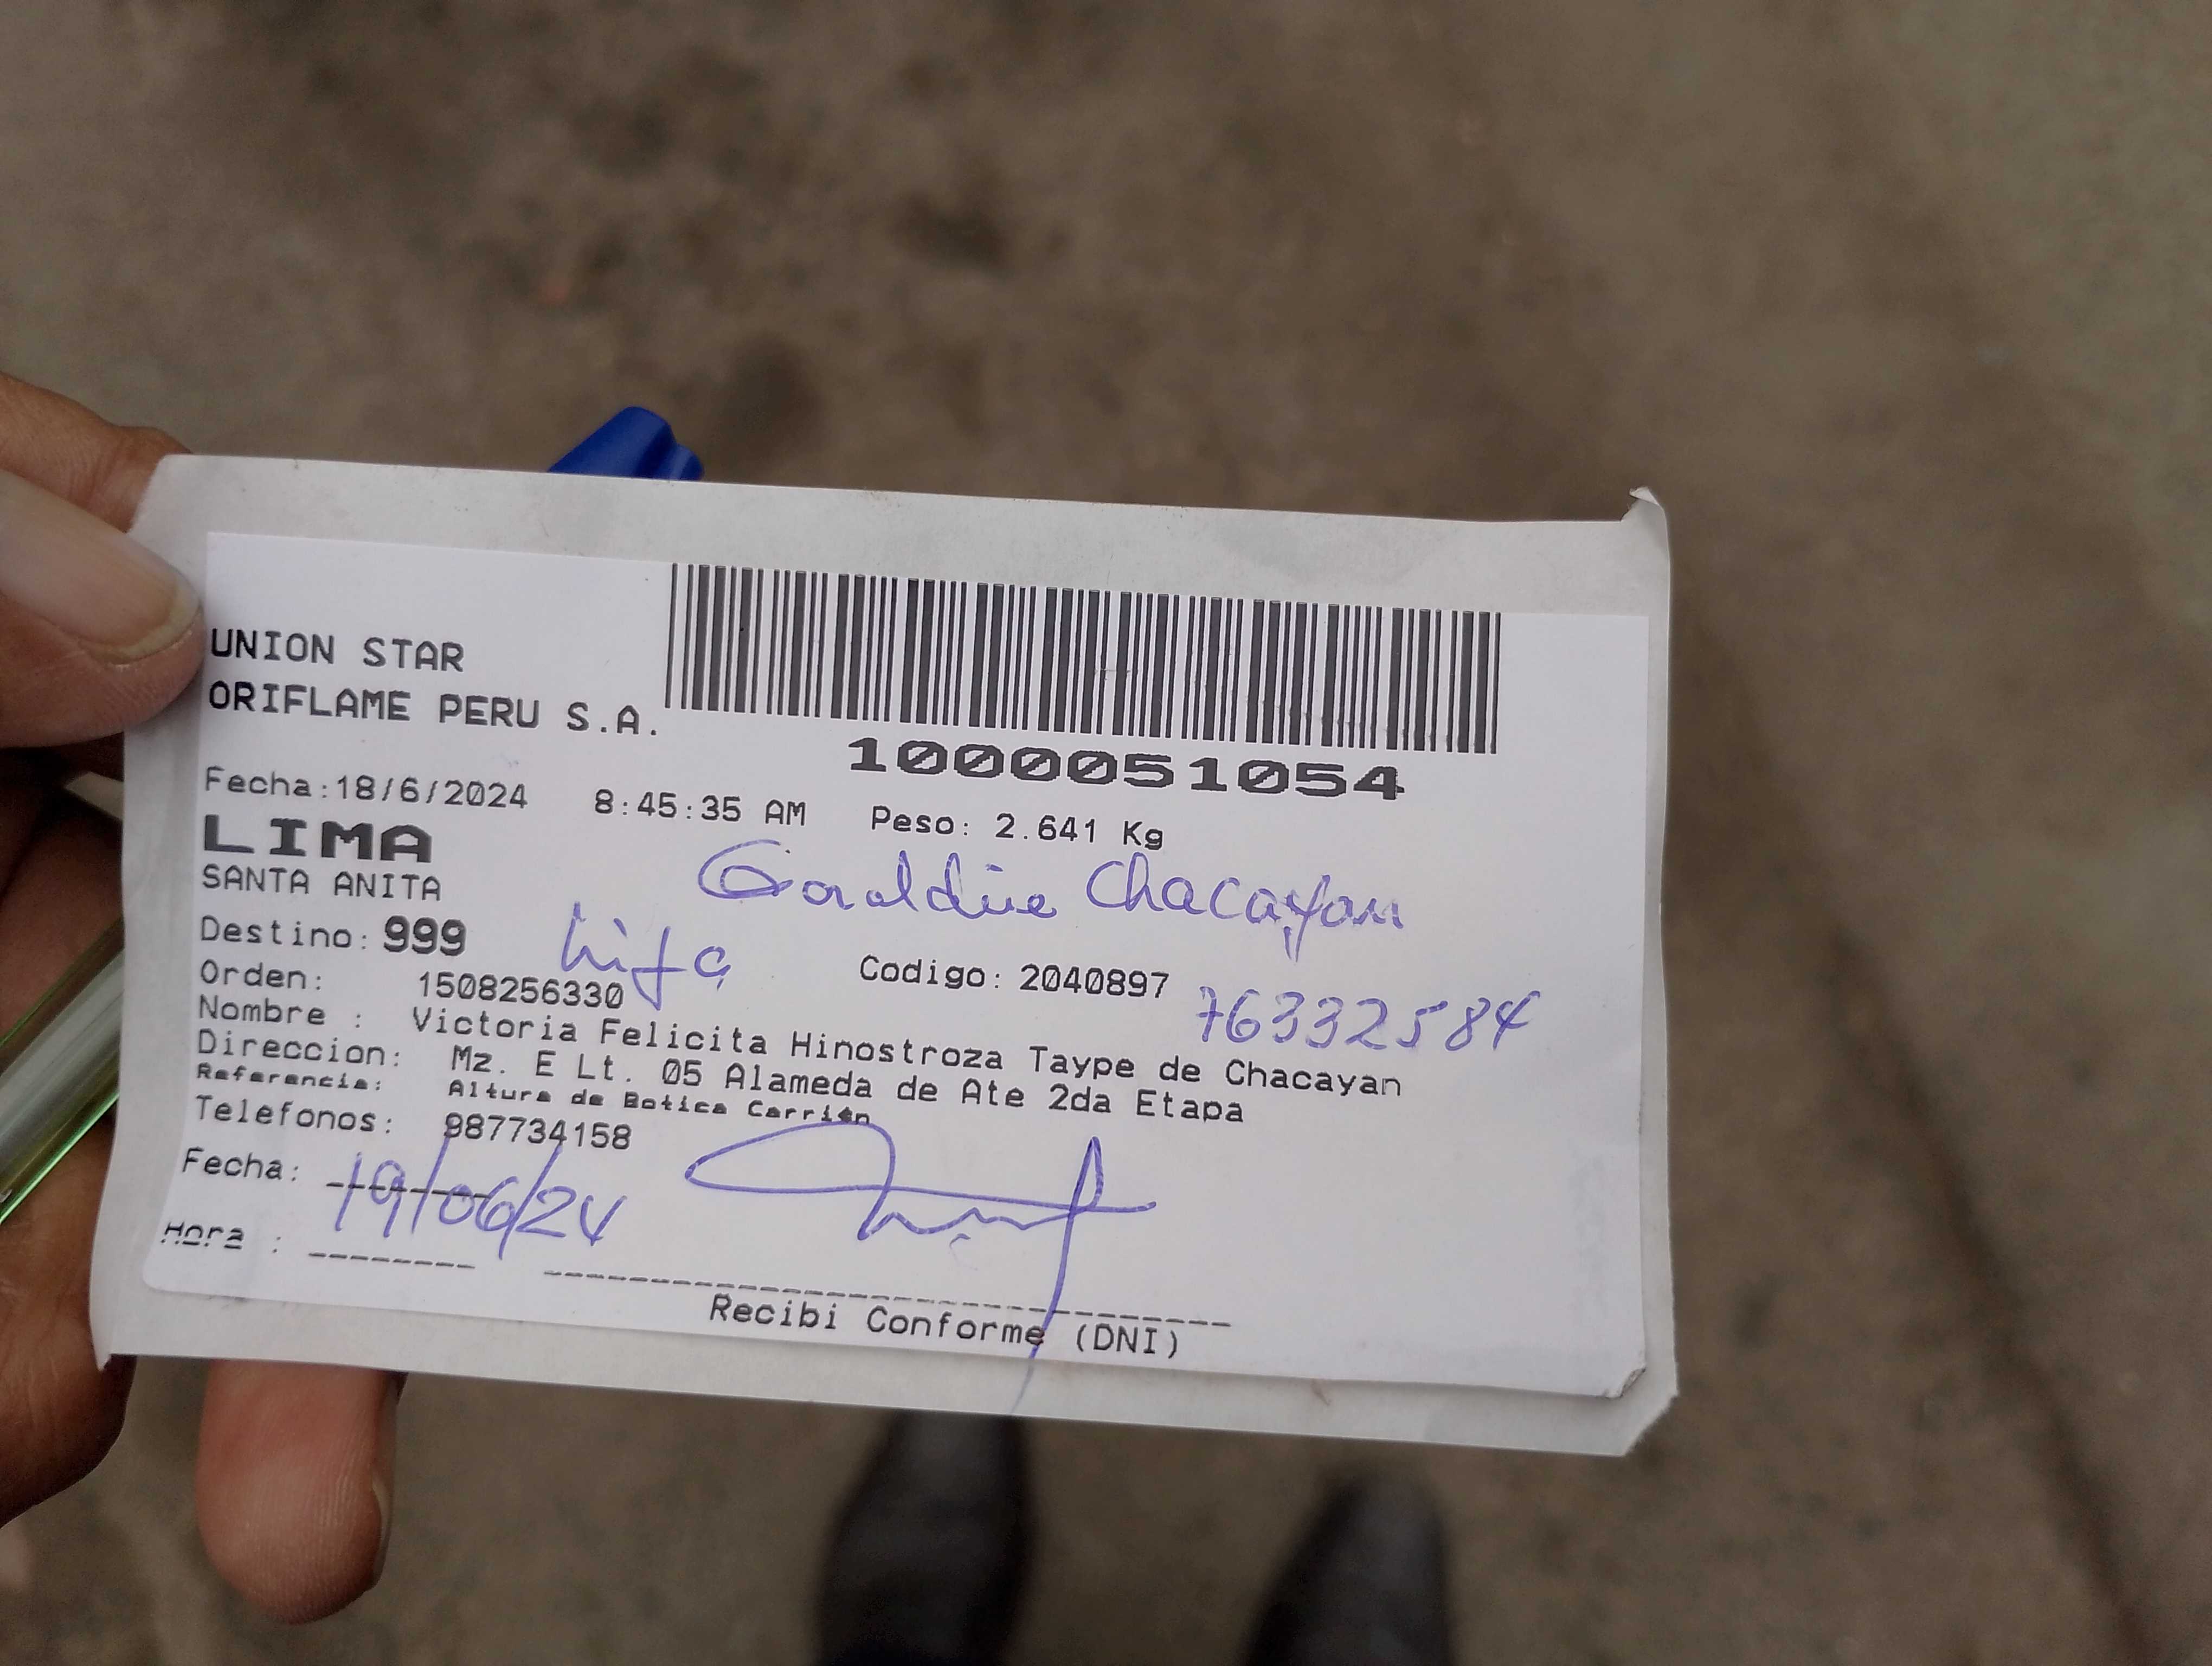 UNION STAR
ORIFLAME PERU S.A.
1000051054
Fecha:18/6/2024 8:45:35 AM Peso: 2.641 Kg
LIMA
Geraldine Chacayan
SANTA ANITA
Destino: 999 hija
Codigo: 2040897
Orden: 1508256330
76332584
Nombre : Victoria Felicita Hinostroza Taype de Chacayan
Direccion: Mz. E Lt. 05 Alameda de Ate 2da Etapa
Referencia: Altura de Botica Carrión
Telefonos: 987734158
Fecha: 19/06/24
Hora :
Recibi Conforme (DNI)